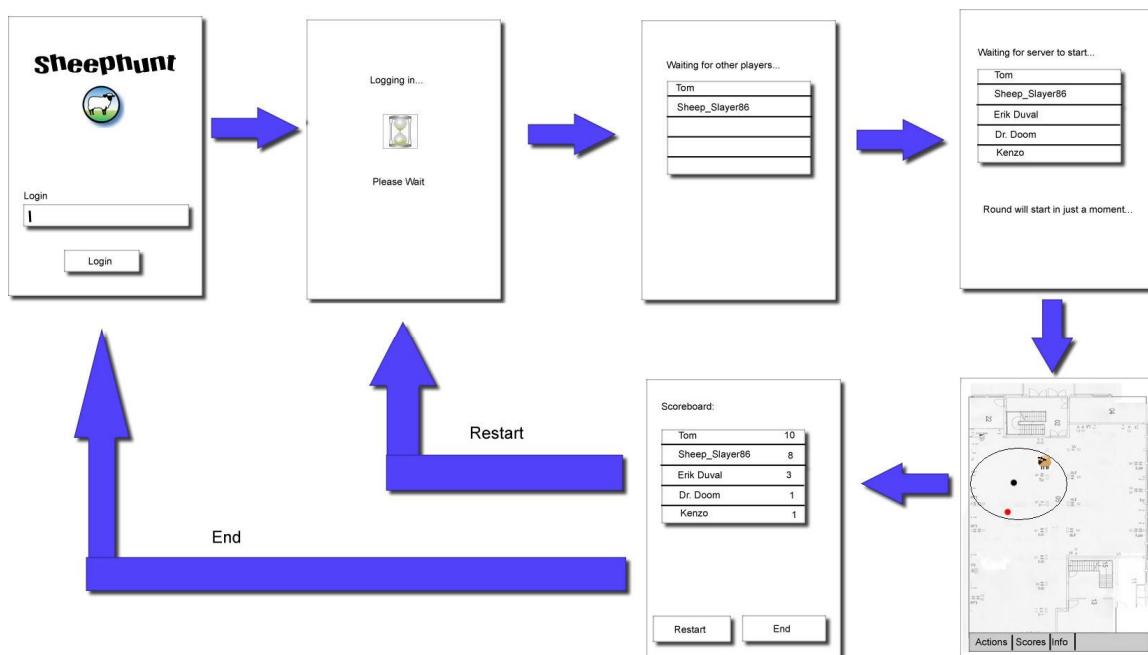 Sheephunt
Login
Login
Logging in...
Please Wait
Waiting for other players...
Tom
Sheep_Slayer86
Waiting for server to start...
Tom
Sheep_Slayer86
Erik Duval
Dr. Doom
Kenzo
Round will start in just a moment...
Actions Scores Info
Scoreboard:
Tom 10
Sheep_Slayer86 8
Erik Duval 3
Dr. Doom 1
Kenzo 1
Restart End
Restart
End